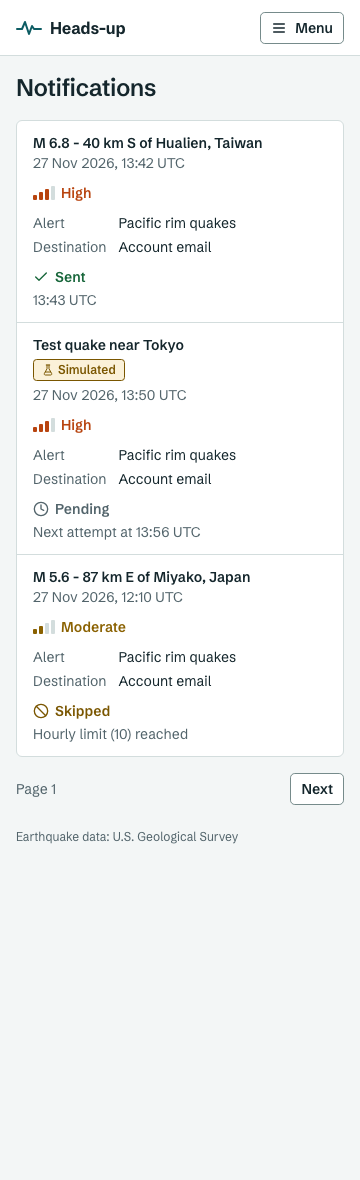 Heads-up
Menu
Notifications
M 6.8 - 40 km S of Hualien, Taiwan
27 Nov 2026, 13:42 UTC
High
Alert Pacific rim quakes
Destination Account email
Sent
13:43 UTC
Test quake near Tokyo
Simulated
27 Nov 2026, 13:50 UTC
High
Alert Pacific rim quakes
Destination Account email
Pending
Next attempt at 13:56 UTC
M 5.6 - 87 km E of Miyako, Japan
27 Nov 2026, 12:10 UTC
Moderate
Alert Pacific rim quakes
Destination Account email
Skipped
Hourly limit (10) reached
Page 1
Next
Earthquake data: U.S. Geological Survey